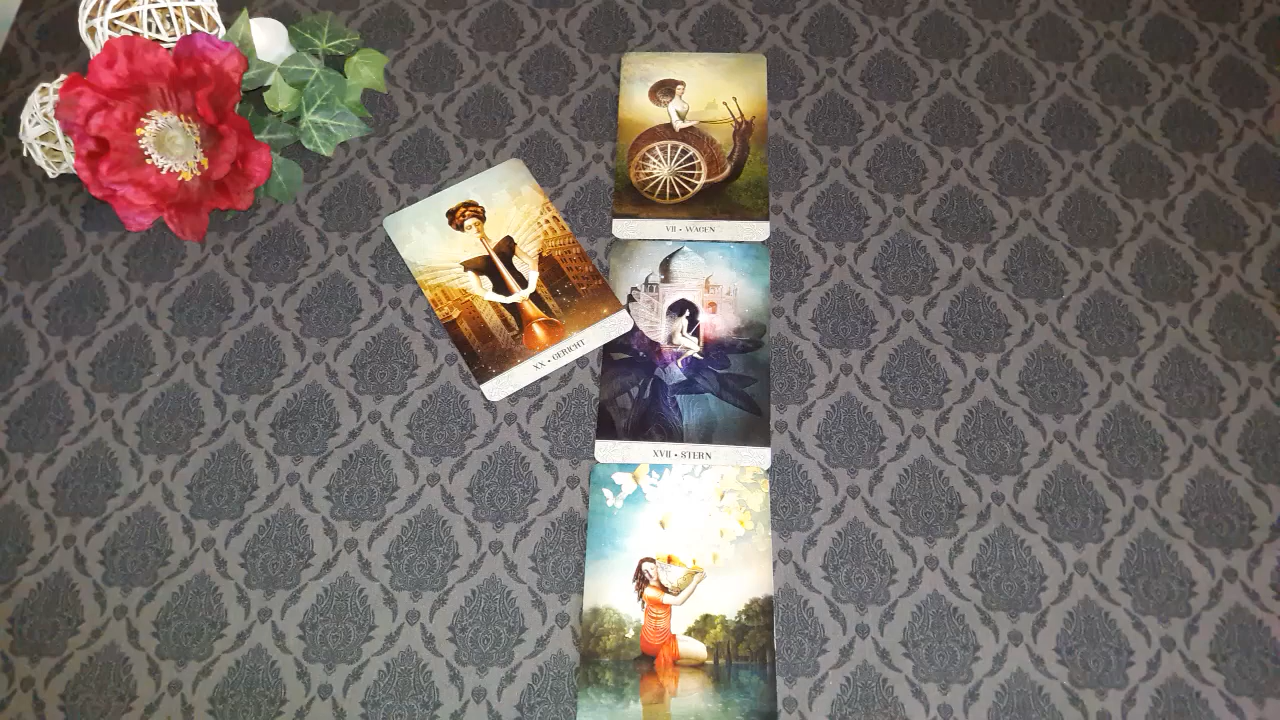 VII • WAGEN
XX • GERICHT
XVII • STERN